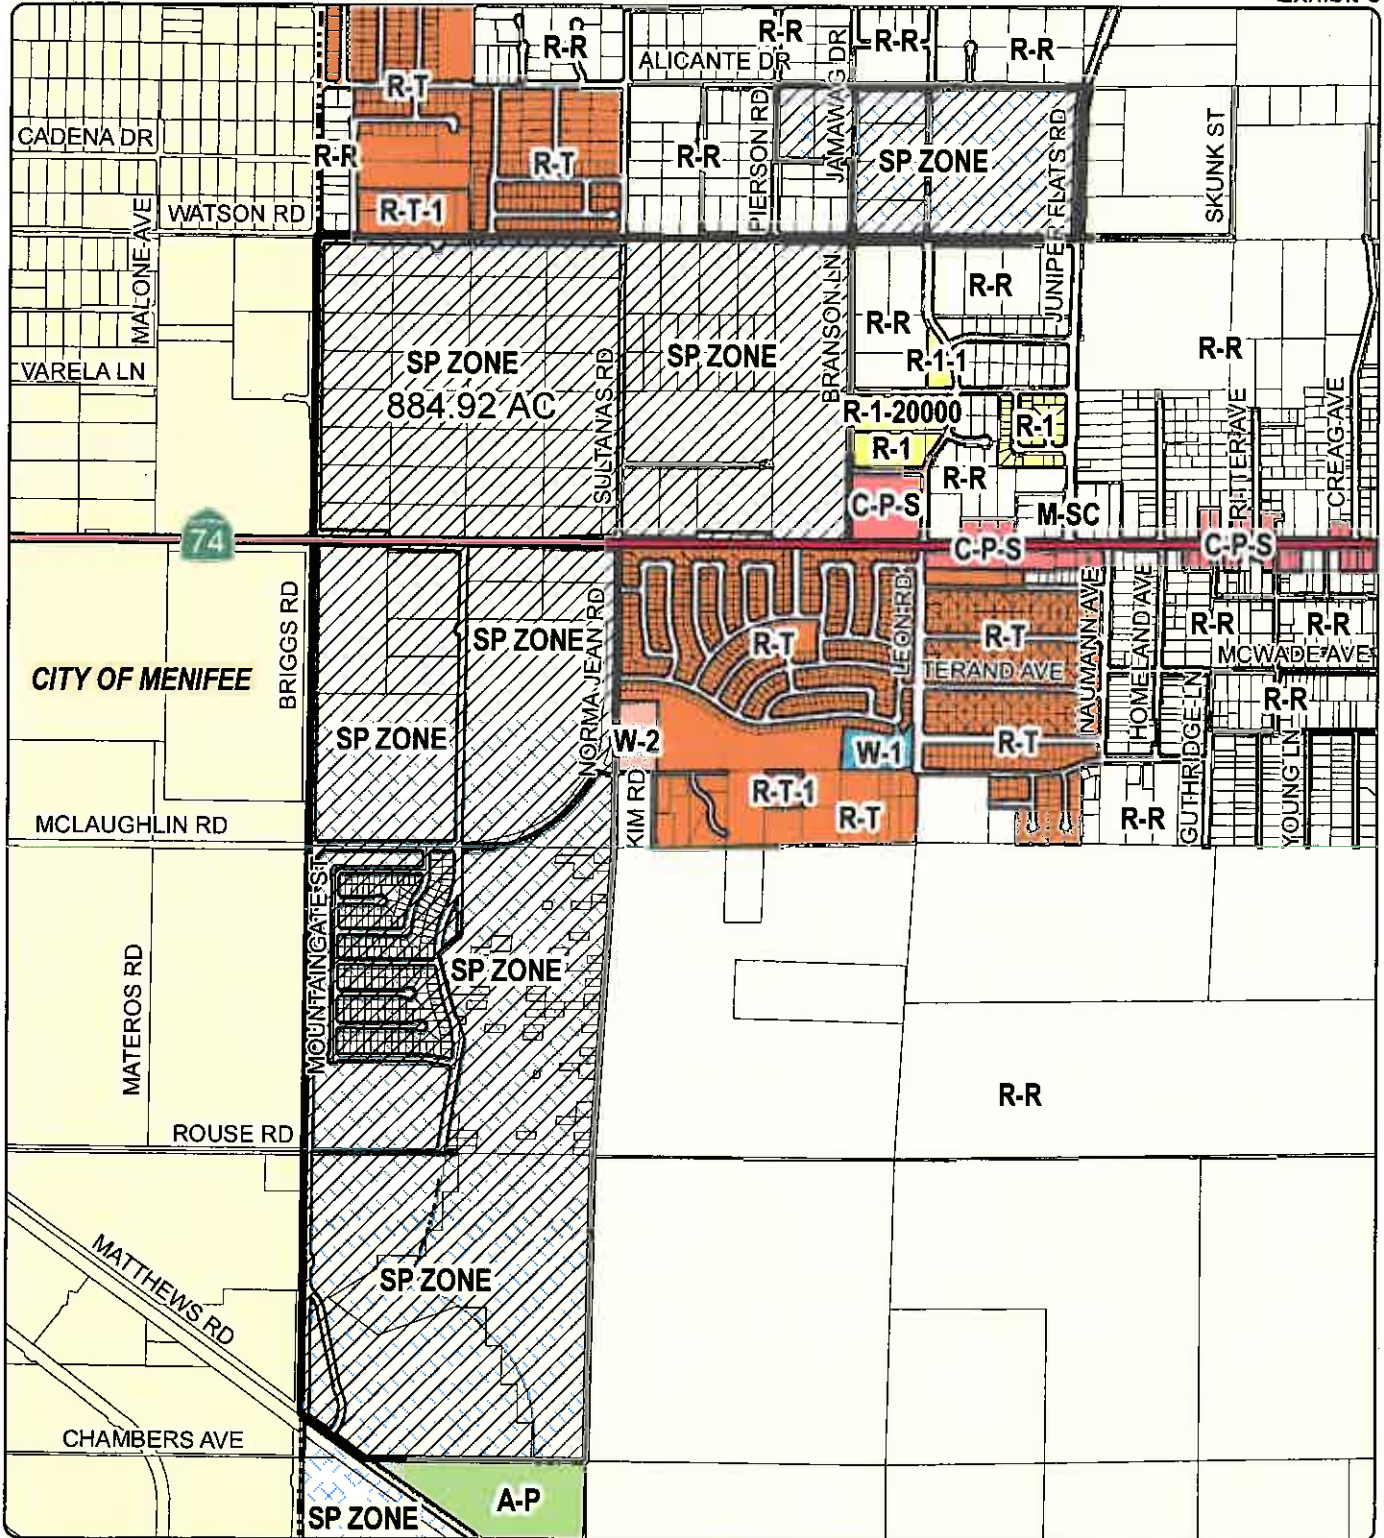 R-R
R-R
R-R
R-R
ALICANTE DR
R-T
CADENA DR
R-R
R-T
R-R
PIERSON RD
JAMAWAG DR
SP ZONE
JUNIPER FLATS RD
SKUNK ST
WATSON RD
R-T-1
MALONE AVE
R-R
R-R
R-R
VARELA LN
SP ZONE
884.92 AC
SULTANAS RD
SP ZONE
BRANSON LN
R-1-1
R-1-20000
R-1
R-1
R-R
RITTER AVE
CREAG AVE
C-P-S
M-SC
74
C-P-S
C-P-S
BRIGGS RD
SP ZONE
NORMA JEAN RD
R-T
LEON RD
R-T
TERAND AVE
NAUMANN AVE
HOMELAND AVE
R-R
R-R
MCWADE AVE
CITY OF MENIFEE
R-R
SP ZONE
W-2
W-1
R-T
GUTHRIDGE LN
YOUNG LN
KIM RD
R-T-1
R-T
R-R
MCLAUGHLIN RD
MOUNTAINGATE ST
SP ZONE
MATEROS RD
R-R
ROUSE RD
MATTHEWS RD
SP ZONE
CHAMBERS AVE
A-P
SP ZONE